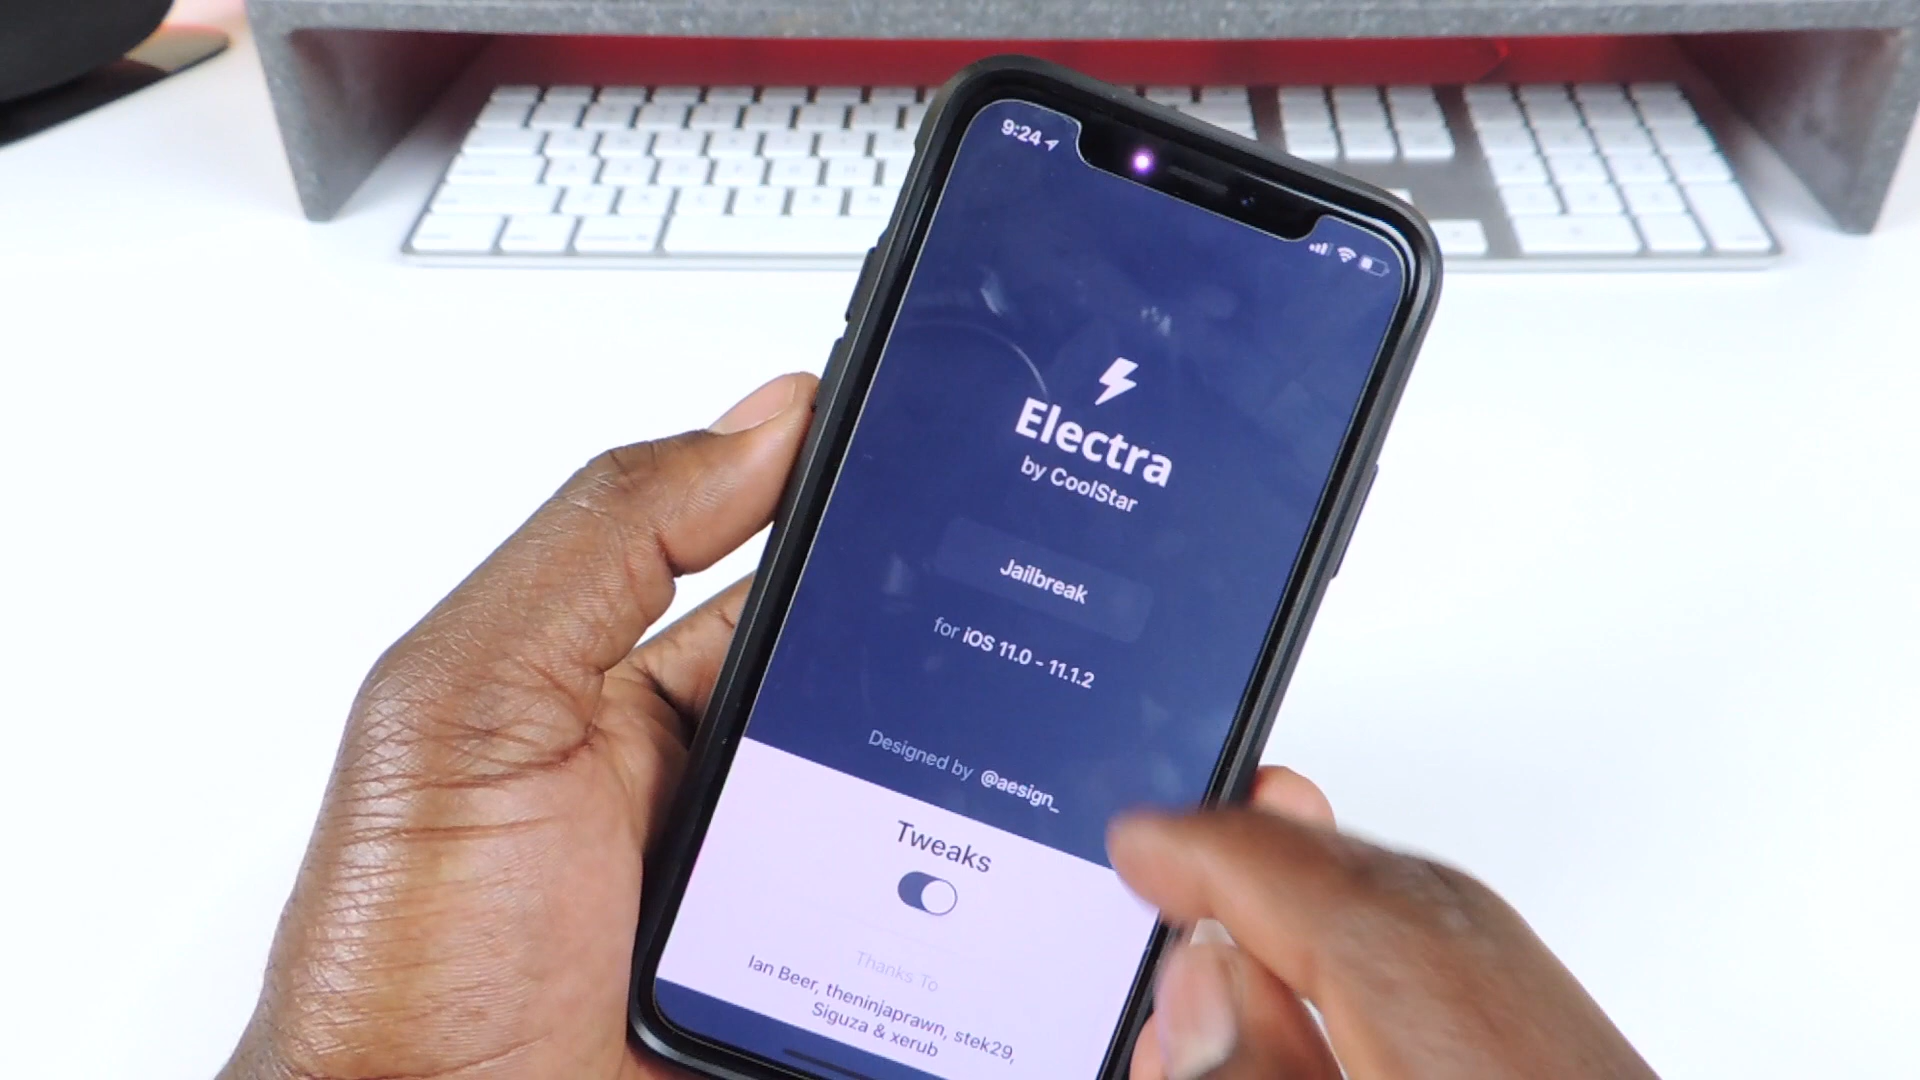 9:24
Electra
by CoolStar
Jailbreak
for iOS 11.0 - 11.1.2
Designed by @aesign_
Tweaks
Thanks To
Ian Beer, theninjaprawn, stek29,
Siguza & xerub